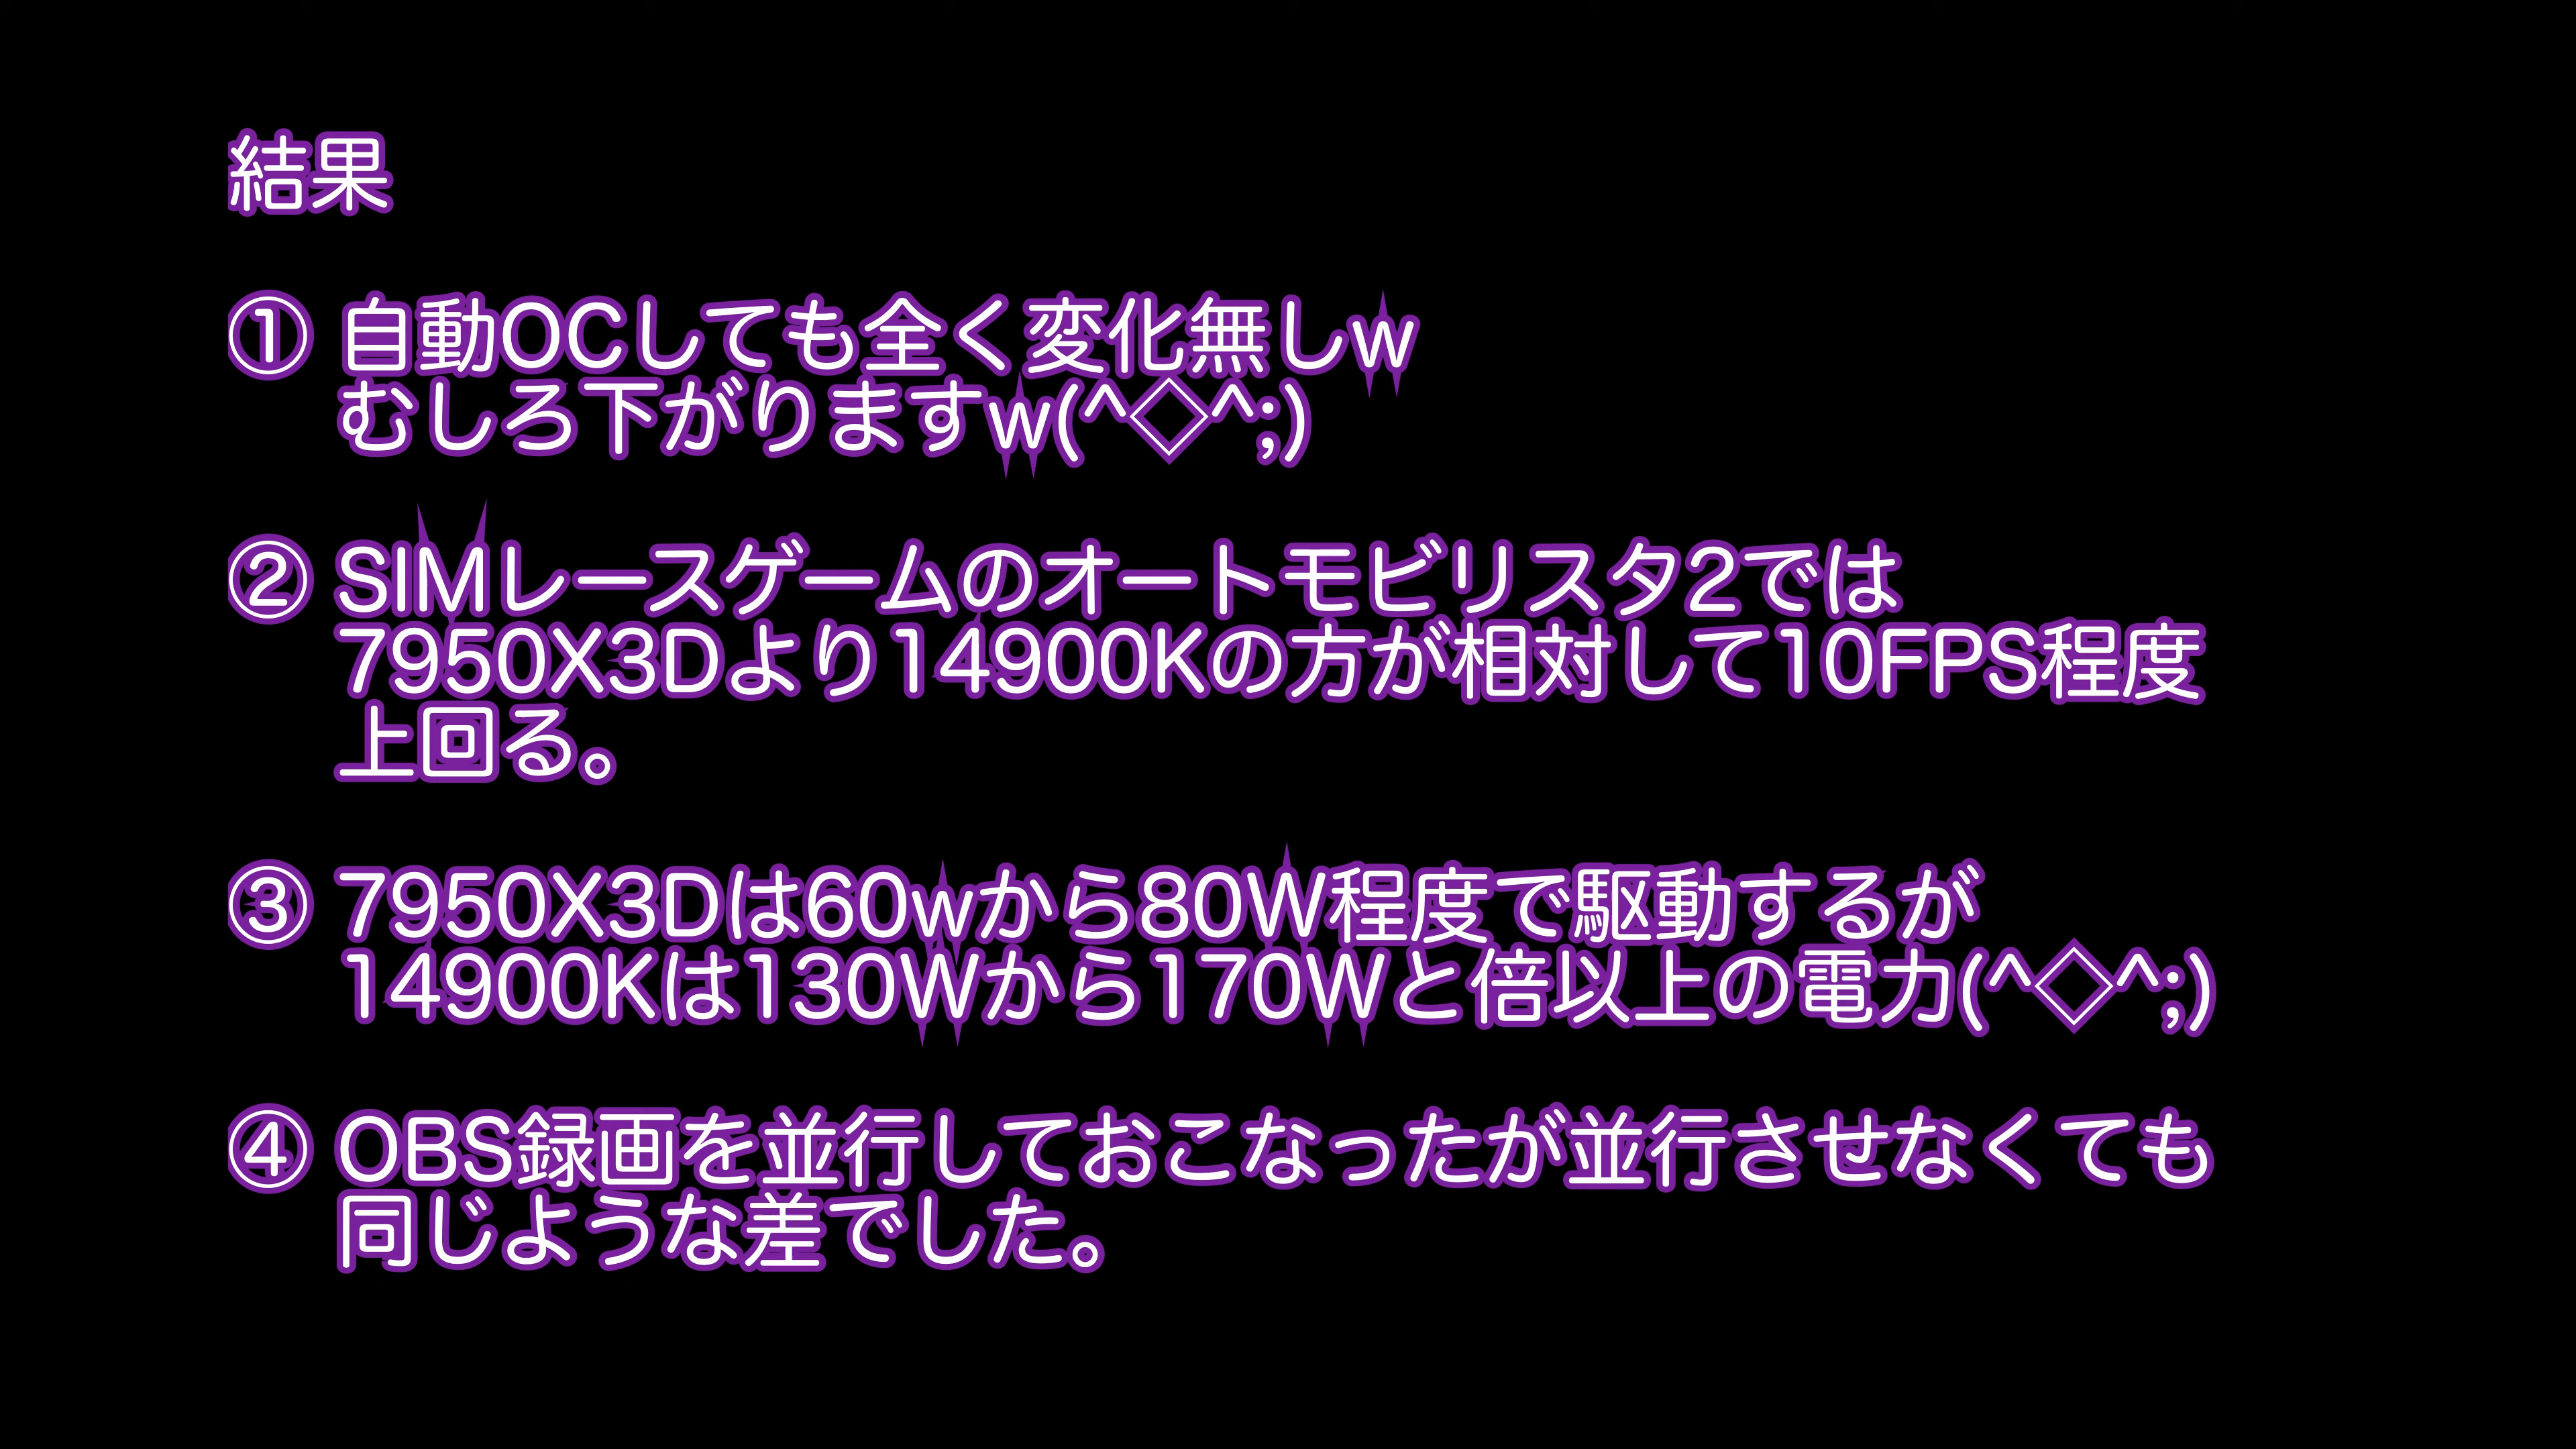 結果
① 自動OCしても全く変化無しw
むしろ下がりますw(^◇^;)
② SIMレースゲームのオートモビリスタ2では
7950X3Dより14900Kの方が相対して10FPS程度
上回る。
③ 7950X3Dは60wから80W程度で駆動するが
14900Kは130Wから170Wと倍以上の電力(^◇^;)
④ OBS録画を並行しておこなったが並行させなくても
同じような差でした。